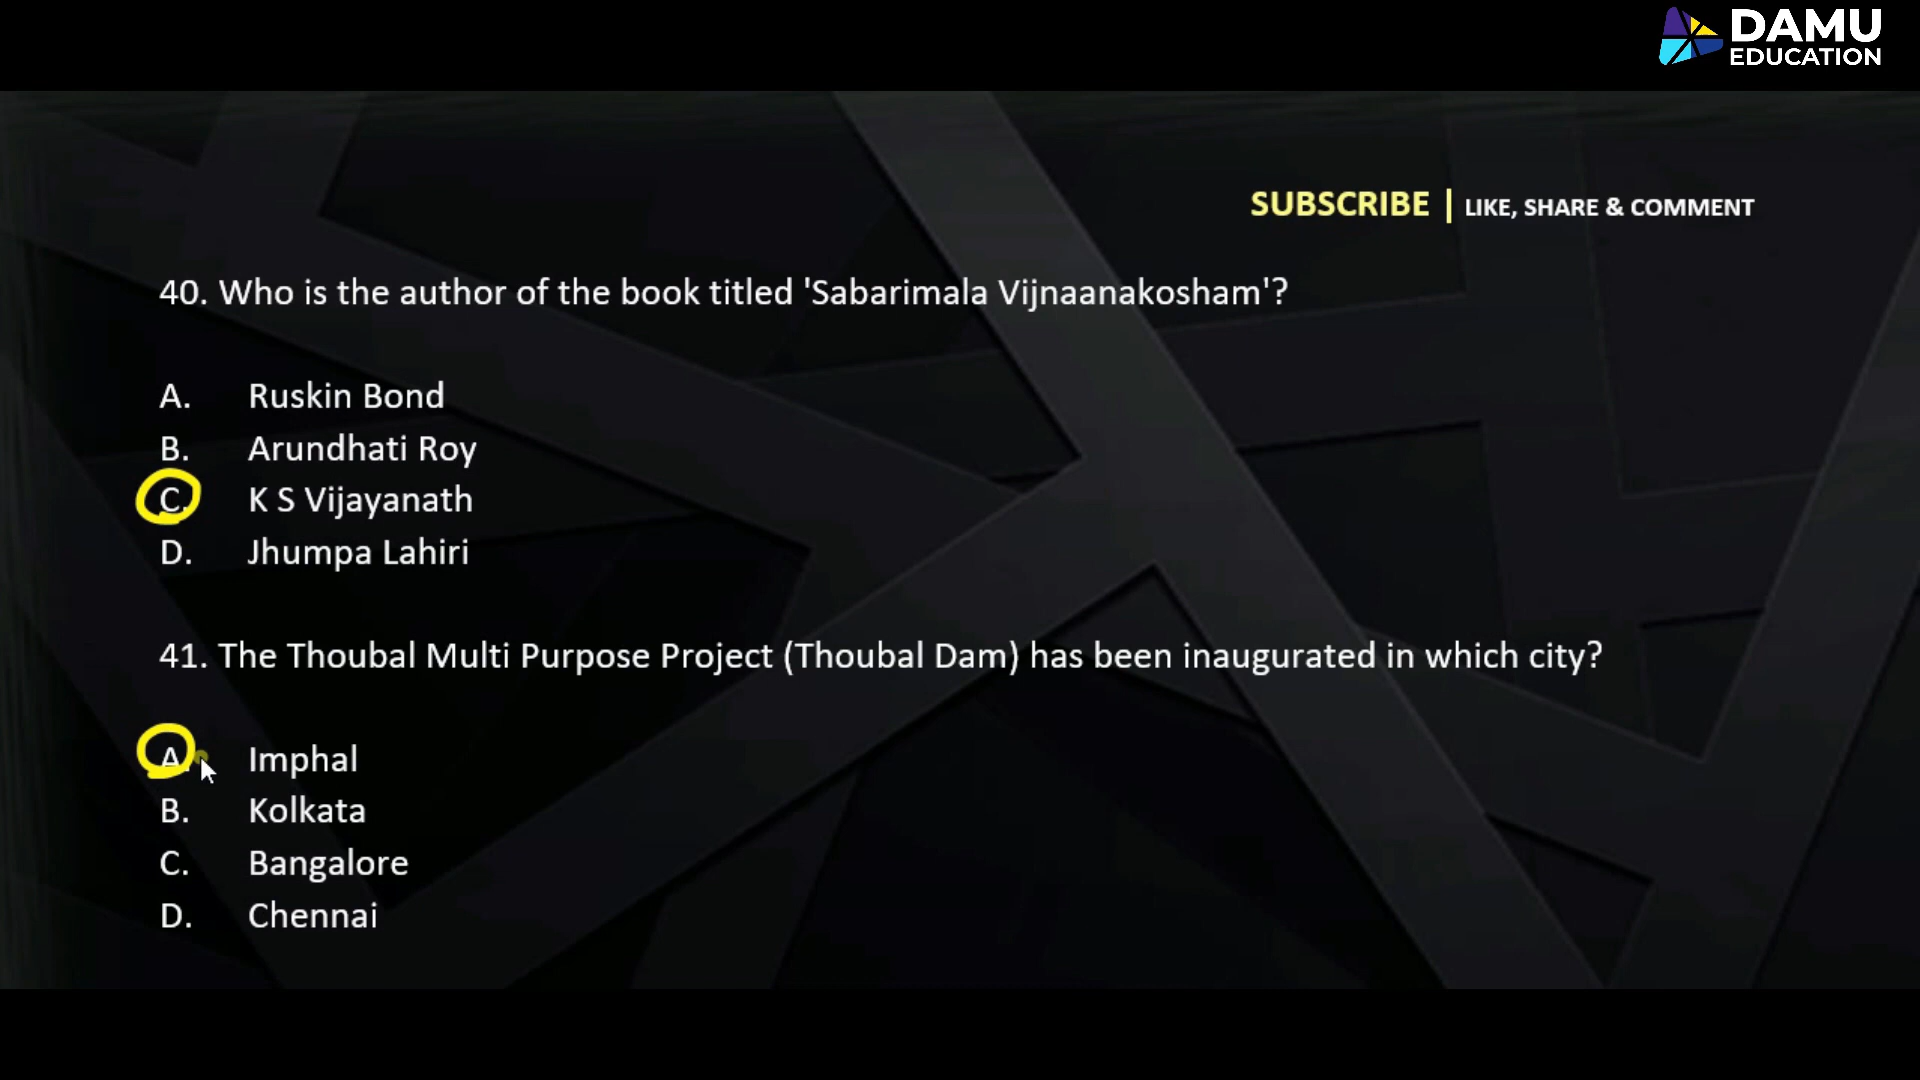 DAMU
EDUCATION
SUBSCRIBE | LIKE, SHARE & COMMENT
40. Who is the author of the book titled 'Sabarimala Vijnaanakosham'?
A. Ruskin Bond
B. Arundhati Roy
C. K S Vijayanath
D. Jhumpa Lahiri
41. The Thoubal Multi Purpose Project (Thoubal Dam) has been inaugurated in which city?
A. Imphal
B. Kolkata
C. Bangalore
D. Chennai